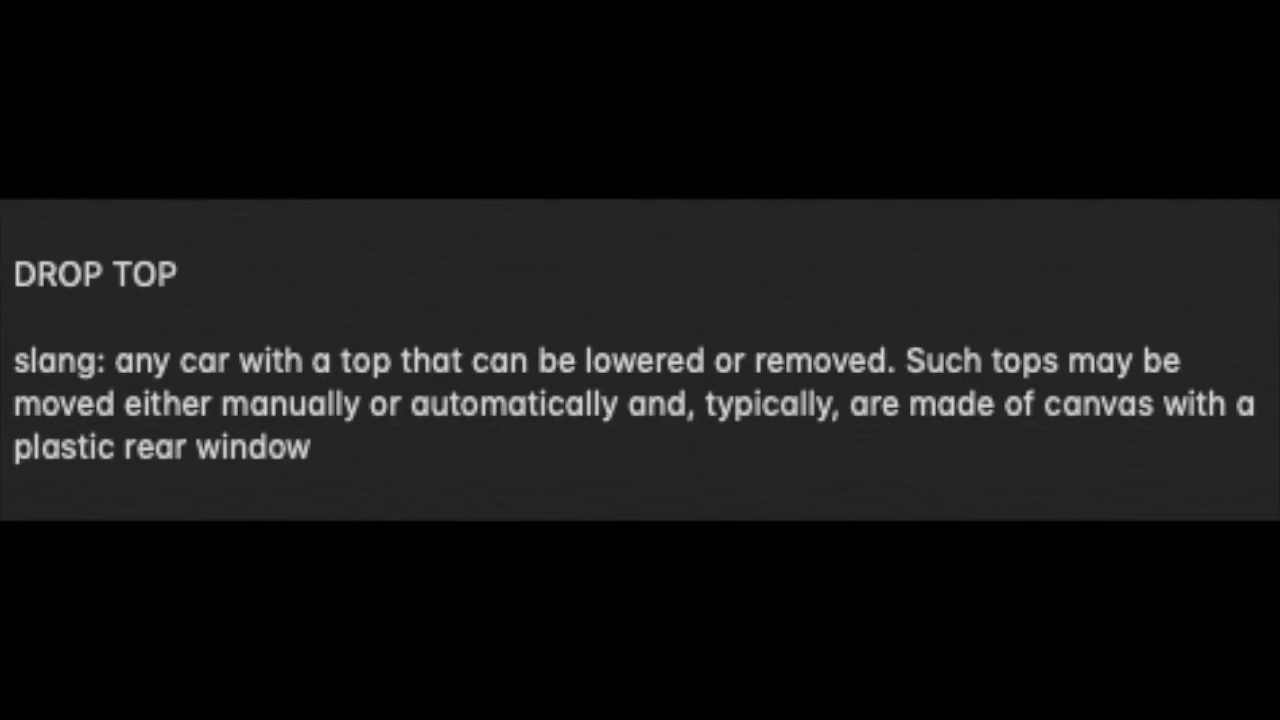 DROP TOP
slang: any car with a top that can be lowered or removed. Such tops may be
moved either manually or automatically and, typically, are made of canvas with a
plastic rear window